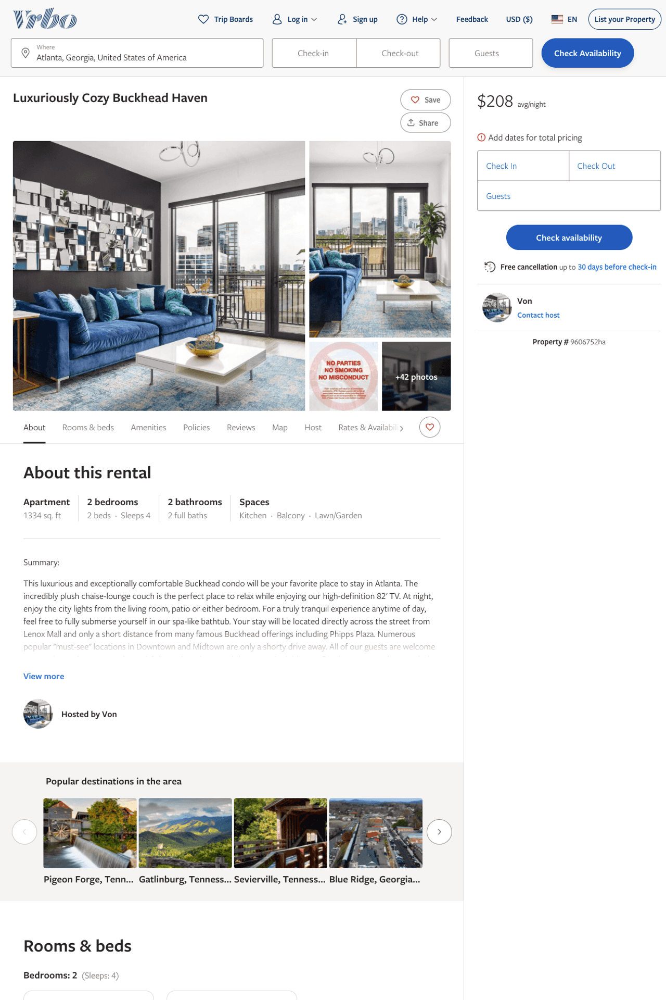 Vrbo
Trip Boards
Log in
Sign up
Help
Feedback
USD ($)
EN
List your Property
Where
Atlanta, Georgia, United States of America
Check-in
Check-out
Guests
Check Availability
Luxuriously Cozy Buckhead Haven
Save
Share
$208 avg/night
Add dates for total pricing
Check In
Check Out
Guests
Check availability
Free cancellation up to 30 days before check-in
Von
Contact host
Property # 9606752ha
NO PARTIES
NO SMOKING
NO MISCONDUCT
+42 photos
About
Rooms & beds
Amenities
Policies
Reviews
Map
Host
Rates & Availabili
About this rental
Apartment
1334 sq. ft
2 bedrooms
2 beds · Sleeps 4
2 bathrooms
2 full baths
Spaces
Kitchen · Balcony · Lawn/Garden
Summary:
This luxurious and exceptionally comfortable Buckhead condo will be your favorite place to stay in Atlanta. The
incredibly plush chaise-lounge couch is the perfect place to relax while enjoying our high-definition 82' TV. At night,
enjoy the city lights from the living room, patio or either bedroom. For a truly tranquil experience anytime of day,
feel free to fully submerse yourself in our spa-like bathtub. Your stay will be located directly across the street from
Lenox Mall and only a short distance from many famous Buckhead offerings including Phipps Plaza. Numerous
popular "must-see" locations in Downtown and Midtown are only a shorty drive away. All of our guests are welcome
View more
Hosted by Von
Popular destinations in the area
Pigeon Forge, Tenn...
Gatlinburg, Tenness...
Sevierville, Tenness...
Blue Ridge, Georgia...
Rooms & beds
Bedrooms: 2 (Sleeps: 4)